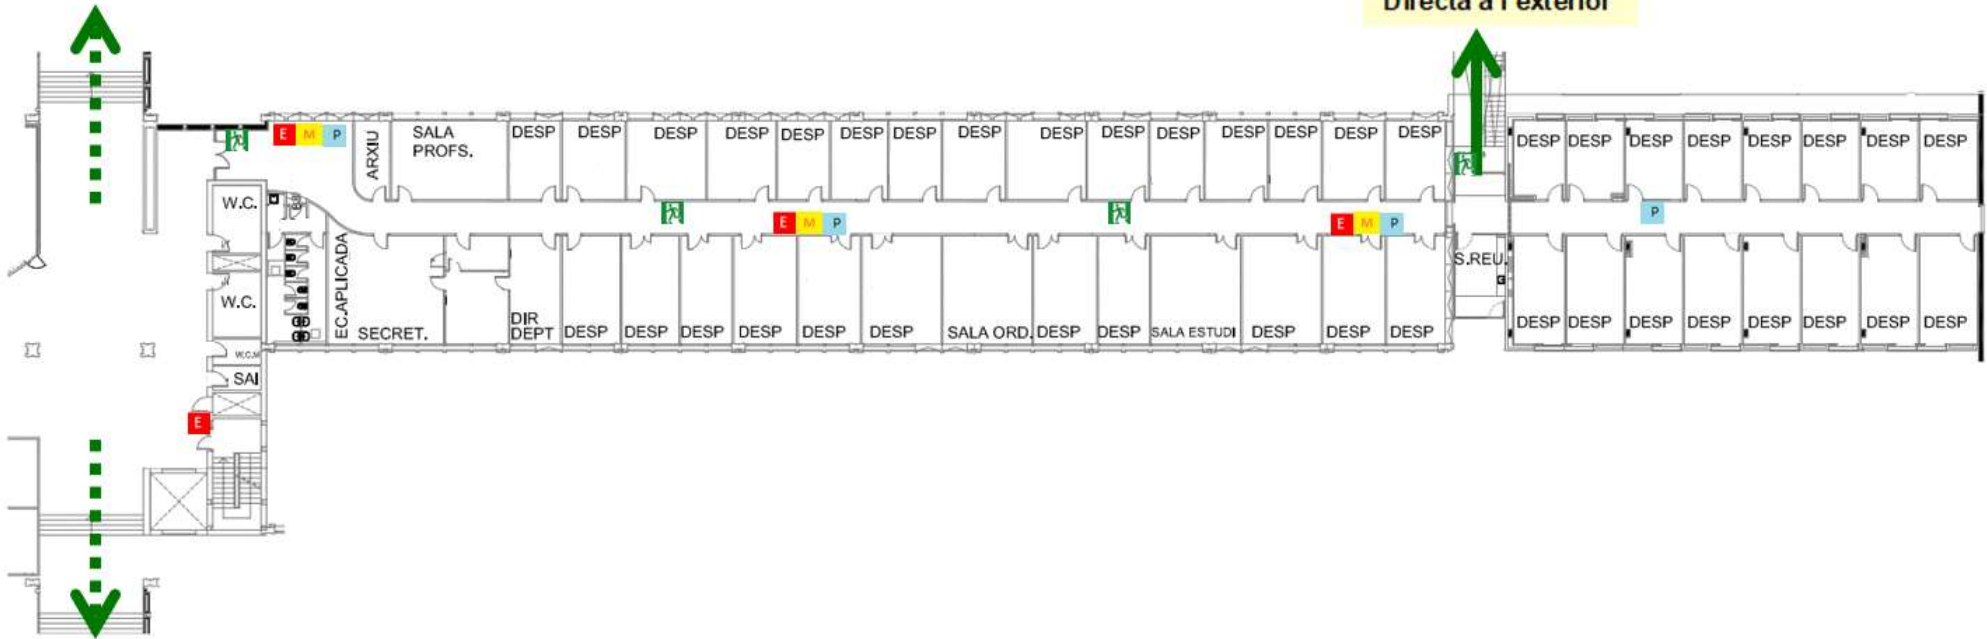 Directa a l'exterior
E M P
ARXIU
SALA
PROFS.
DESP DESP DESP DESP DESP DESP DESP DESP DESP DESP DESP DESP DESP DESP DESP
DESP DESP DESP DESP DESP DESP DESP DESP
W.C.
E M P
E M P
P
W.C.
EC.APLICADA
SECRET.
DIR
DEPT
DESP DESP DESP DESP DESP DESP
SALA ORD.
DESP DESP
SALA ESTUDI
DESP DESP DESP
S.REU.
DESP DESP DESP DESP DESP DESP DESP DESP
W.C.M
SAI
E